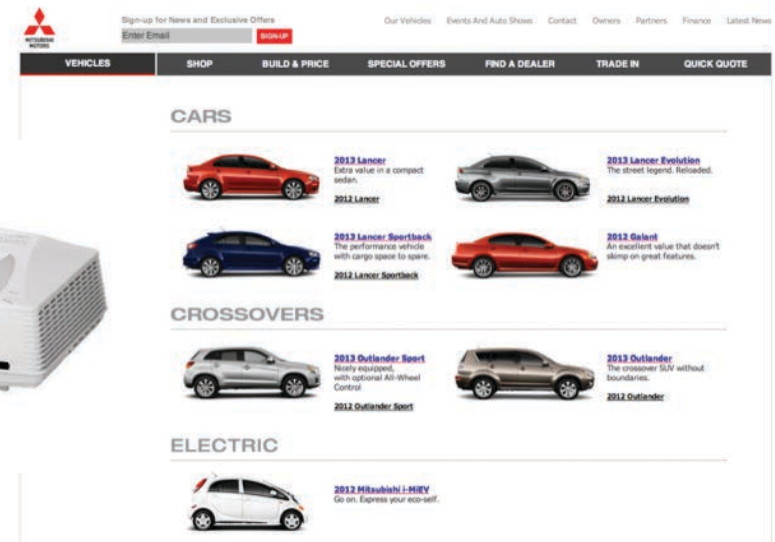 MITSUBISHI
MOTORS
Sign-up for News and Exclusive Offers
Enter Email
SIGN-UP
Our Vehicles Events And Auto Shows Contact Owners Partners Finance Latest News
VEHICLES SHOP BUILD & PRICE SPECIAL OFFERS FIND A DEALER TRADE IN QUICK QUOTE
CARS
2013 Lancer
Extra value in a compact
sedan.
2012 Lancer
2013 Lancer Evolution
The street legend. Reloaded.
2012 Lancer Evolution
2013 Lancer Sportback
The performance vehicle
with cargo space to spare.
2012 Lancer Sportback
2012 Galant
An excellent value that doesn't
skimp on great features.
CROSSOVERS
2013 Outlander Sport
Nicely equipped,
with optional All-Wheel
Control
2012 Outlander Sport
2013 Outlander
The crossover SUV without
boundaries.
2012 Outlander
ELECTRIC
2012 Mitsubishi i-MiEV
Go on. Express your eco-self.